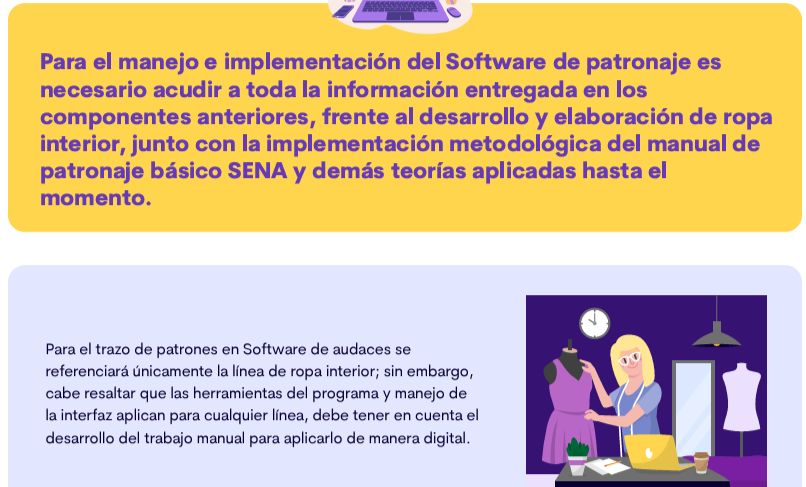 Para el manejo e implementación del Software de patronaje es
necesario acudir a toda la información entregada en los
componentes anteriores, frente al desarrollo y elaboración de ropa
interior, junto con la implementación metodológica del manual de
patronaje básico SENA y demás teorías aplicadas hasta el
momento.
Para el trazo de patrones en Software de audaces se
referenciará únicamente la línea de ropa interior; sin embargo,
cabe resaltar que las herramientas del programa y manejo de
la interfaz aplican para cualquier línea, debe tener en cuenta el
desarrollo del trabajo manual para aplicarlo de manera digital.